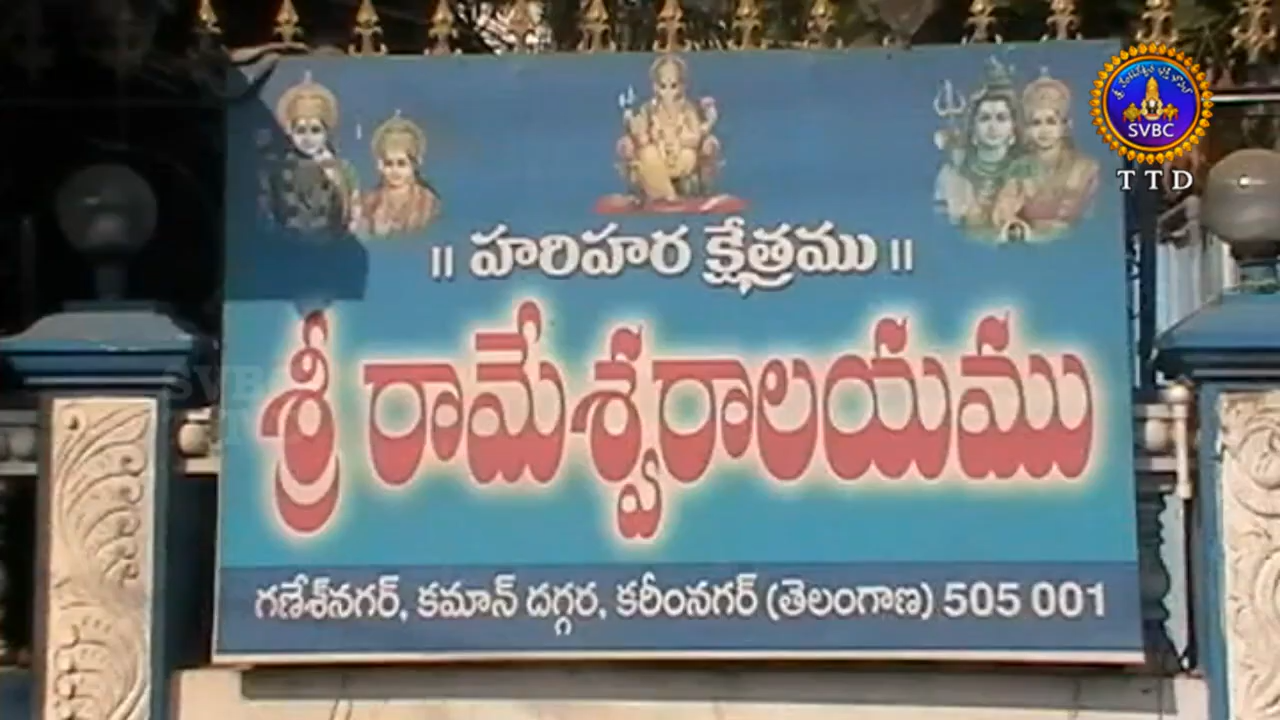 SVBC
TTD
|| హరిహర క్షేత్రము ||
శ్రీ రామేశ్వరాలయము
గణేశ్‌నగర్, కమాన్ దగ్గర, కరీంనగర్ (తెలంగాణ) 505 001